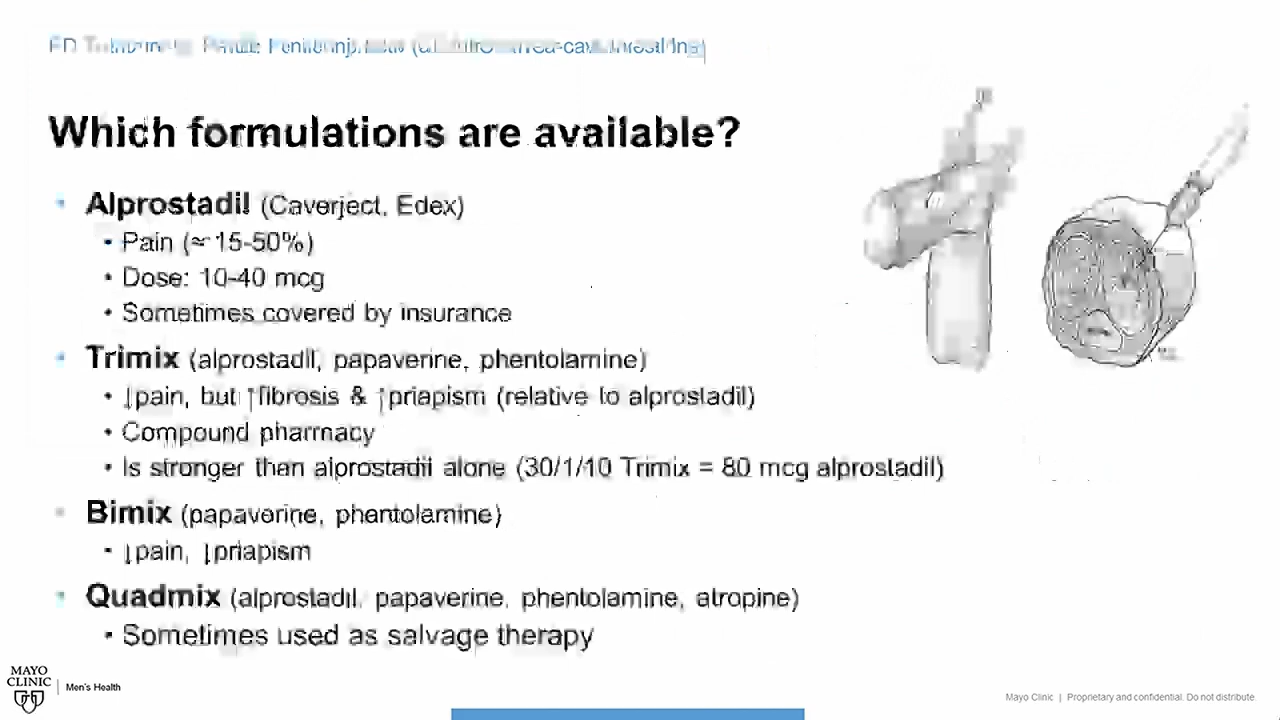 Which formulations are available?
• Alprostadil (Caverject, Edex)
• Pain (≈ 15-50%)
• Dose: 10-40 mcg
• Sometimes covered by insurance
• Trimix (alprostadil, papaverine, phentolamine)
• ↓pain, but ↑fibrosis & ↑priapism (relative to alprostadil)
• Compound pharmacy
• Is stronger than alprostadil alone (30/1/10 Trimix = 80 mcg alprostadil)
• Bimix (papaverine, phentolamine)
• ↓pain, ↓priapism
• Quadmix (alprostadil, papaverine, phentolamine, atropine)
• Sometimes used as salvage therapy
MAYO
CLINIC
Men's Health
Mayo Clinic | Proprietary and confidential. Do not distribute.